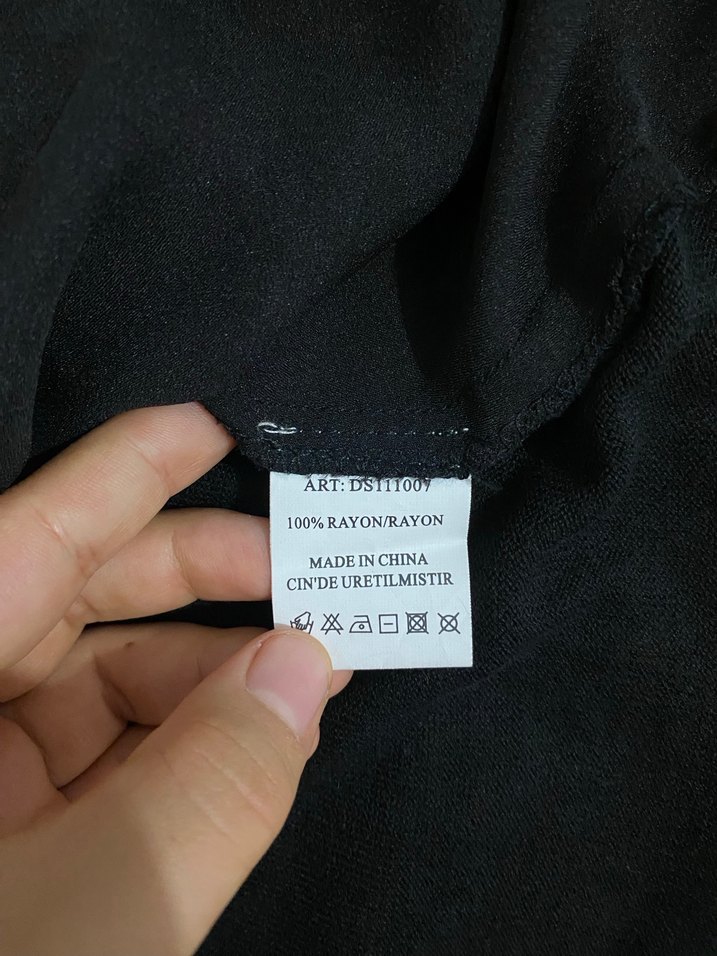 ART: DS111007
100% RAYON/RAYON
MADE IN CHINA
CIN'DE URETILMISTIR